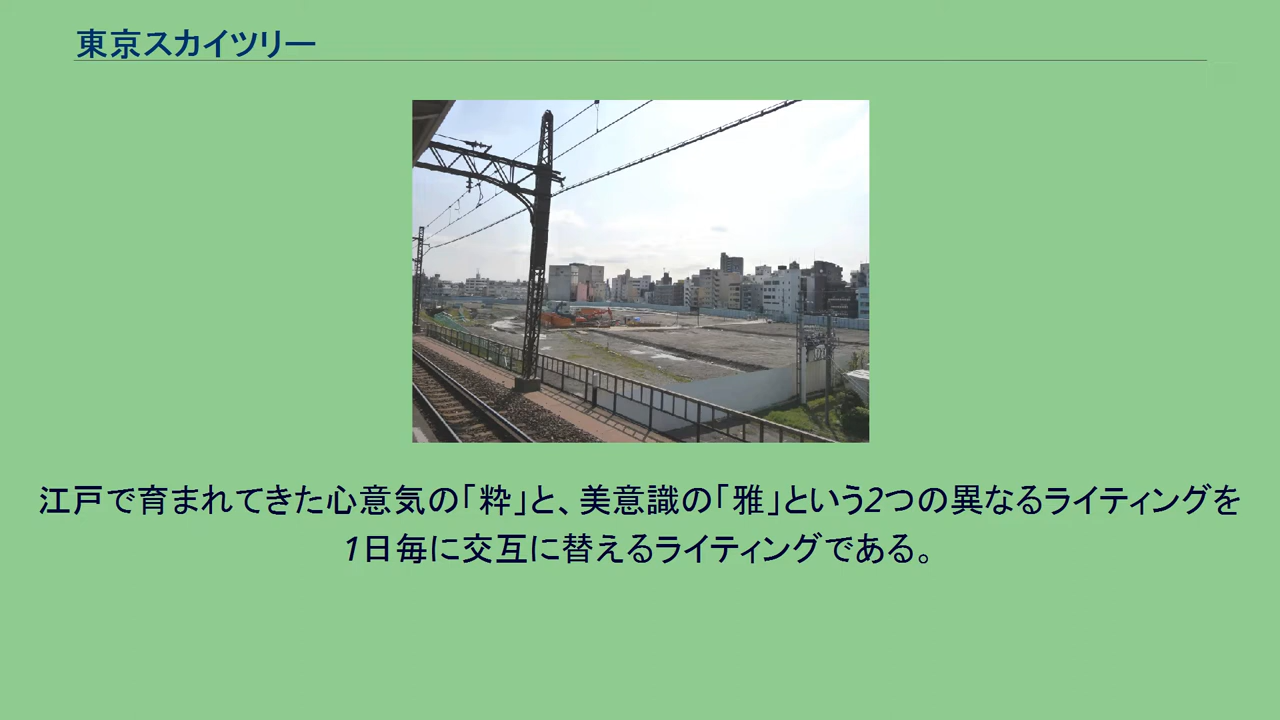 東京スカイツリー
江戸で育まれてきた心意気の「粋」と、美意識の「雅」という2つの異なるライティングを
1日毎に交互に替えるライティングである。